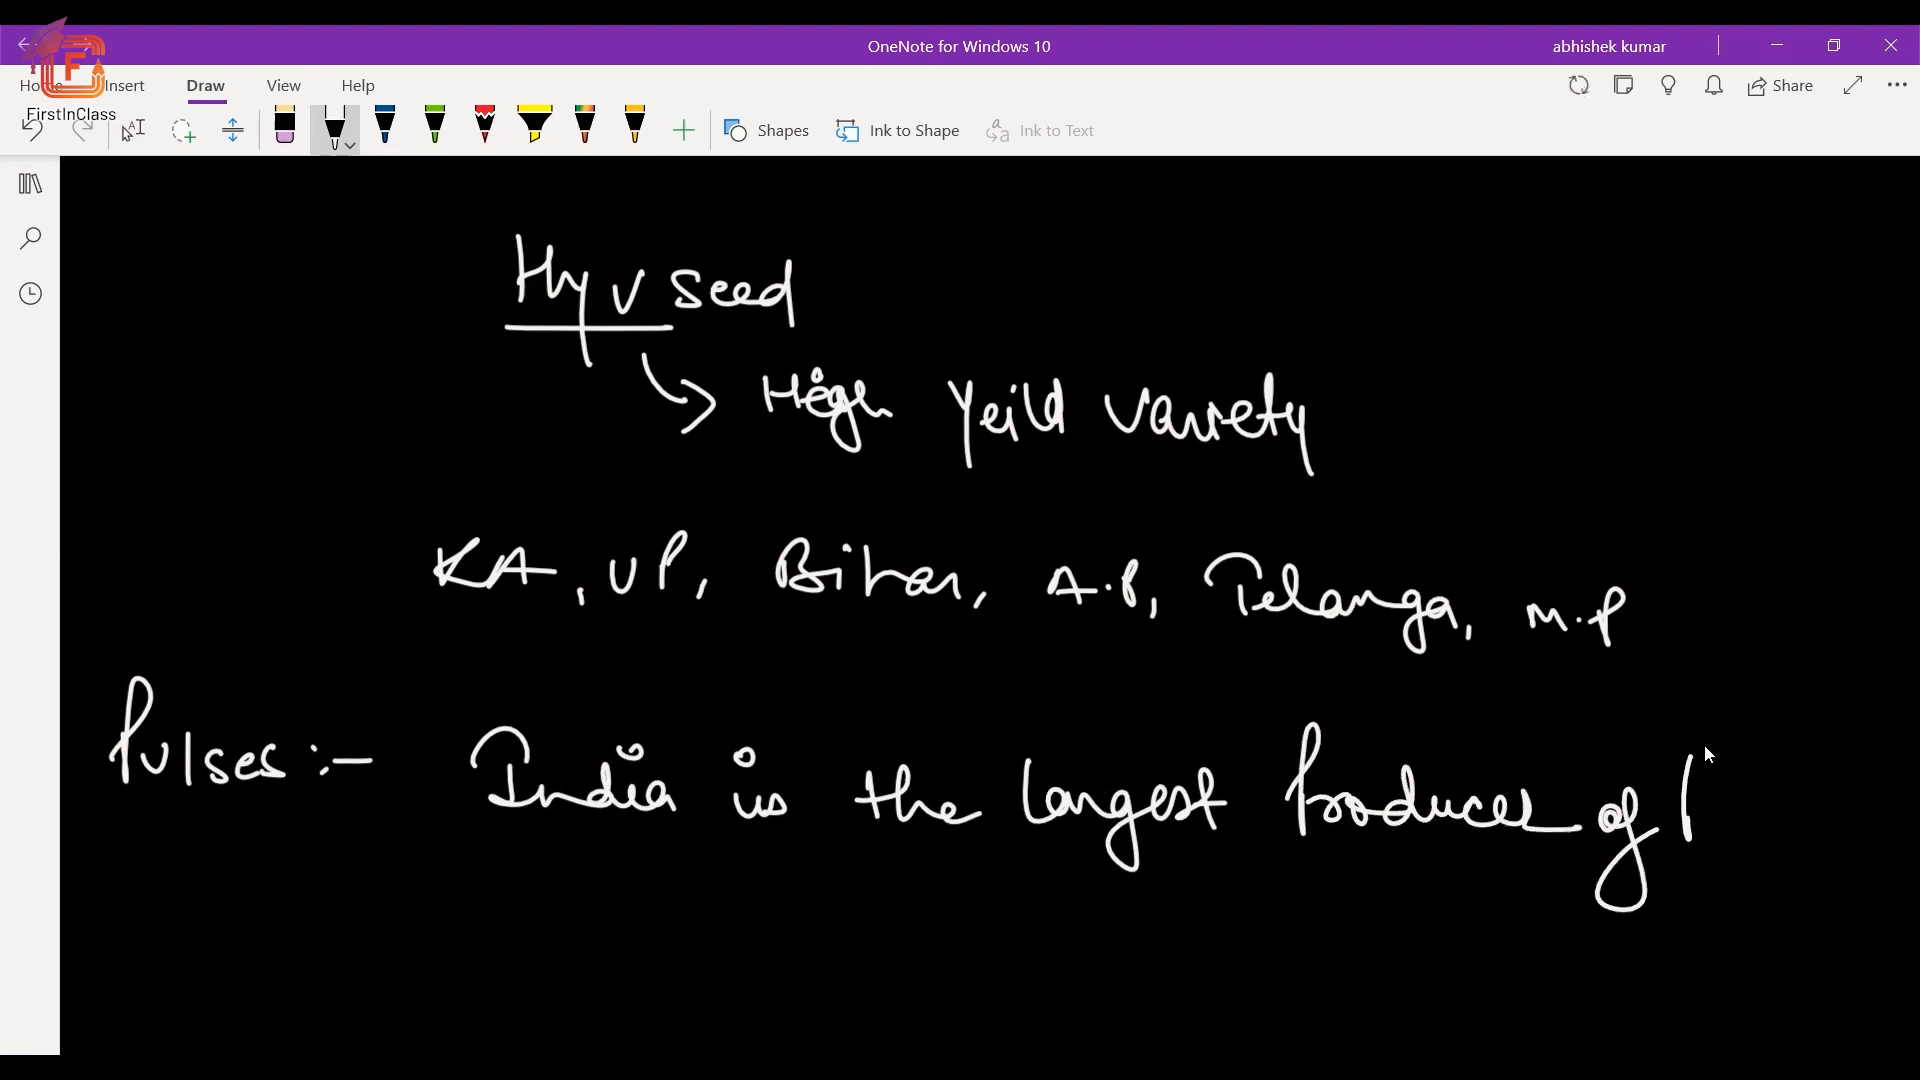 OneNote for Windows 10
abhishek kumar
Insert Draw View Help
Share
FirstInClass
Shapes Ink to Shape Ink to Text
Hyv seed
High Yeild Variety
KA, UP, Bihar, A.P, Telanga, M.P
Pulses :- India is the largest Producer of